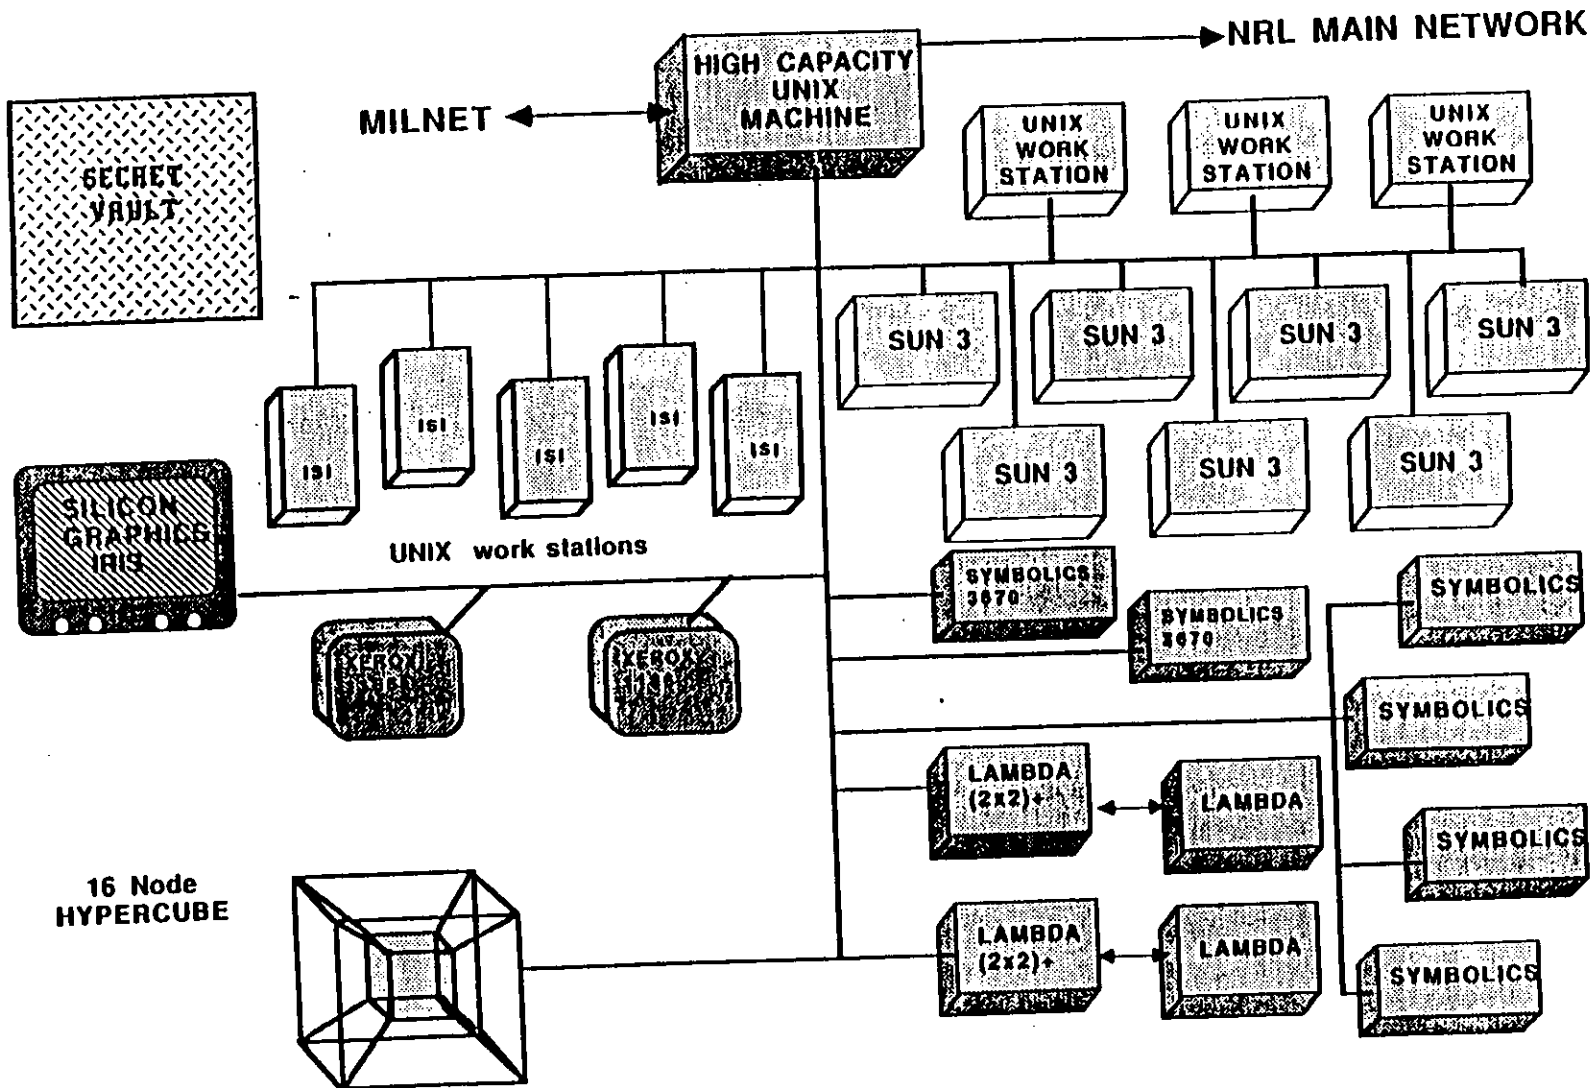 NRL MAIN NETWORK
HIGH CAPACITY
UNIX
MACHINE
MILNET
UNIX
WORK
STATION
UNIX
WORK
STATION
UNIX
WORK
STATION
SECRET
VAULT
SUN 3
SUN 3
SUN 3
SUN 3
ISI
ISI
ISI
ISI
ISI
SUN 3
SUN 3
SUN 3
SILICON
GRAPHICS
IRIS
UNIX work stations
SYMBOLICS
3670
SYMBOLICS
3670
SYMBOLICS
XEROX
XEROX
SYMBOLICS
LAMBDA
(2x2)+
LAMBDA
SYMBOLICS
16 Node
HYPERCUBE
LAMBDA
(2x2)+
LAMBDA
SYMBOLICS